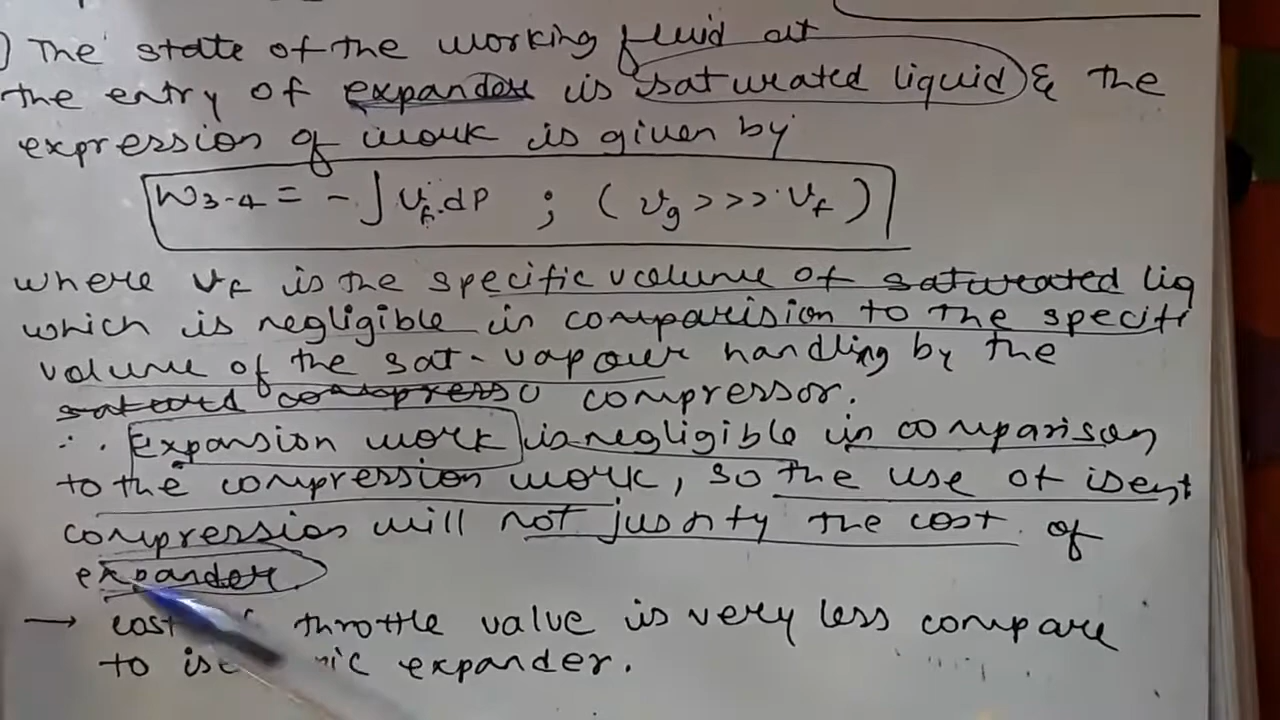 ) The state of the working fluid at
the entry of expander is saturated liquid & the
expression of work is given by
W3-4 = - ∫ Vf.dP ; ( vg >>> vf )
where vf is the specific volume of saturated liq
which is negligible in comparision to the specifi
volume of the sat-vapour handling by the
compressor.
∴ Expansion work is negligible in comparison
to the compression work, so the use of isent
compression will not justify the cost of
expander
→ cost throttle value is very less compare
to expander.